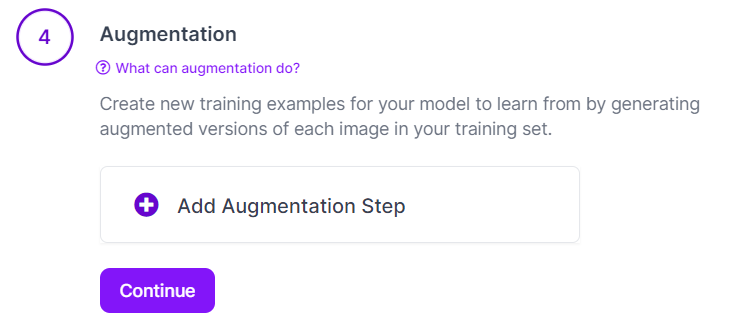 4
Augmentation
What can augmentation do?
Create new training examples for your model to learn from by generating
augmented versions of each image in your training set.
Add Augmentation Step
Continue